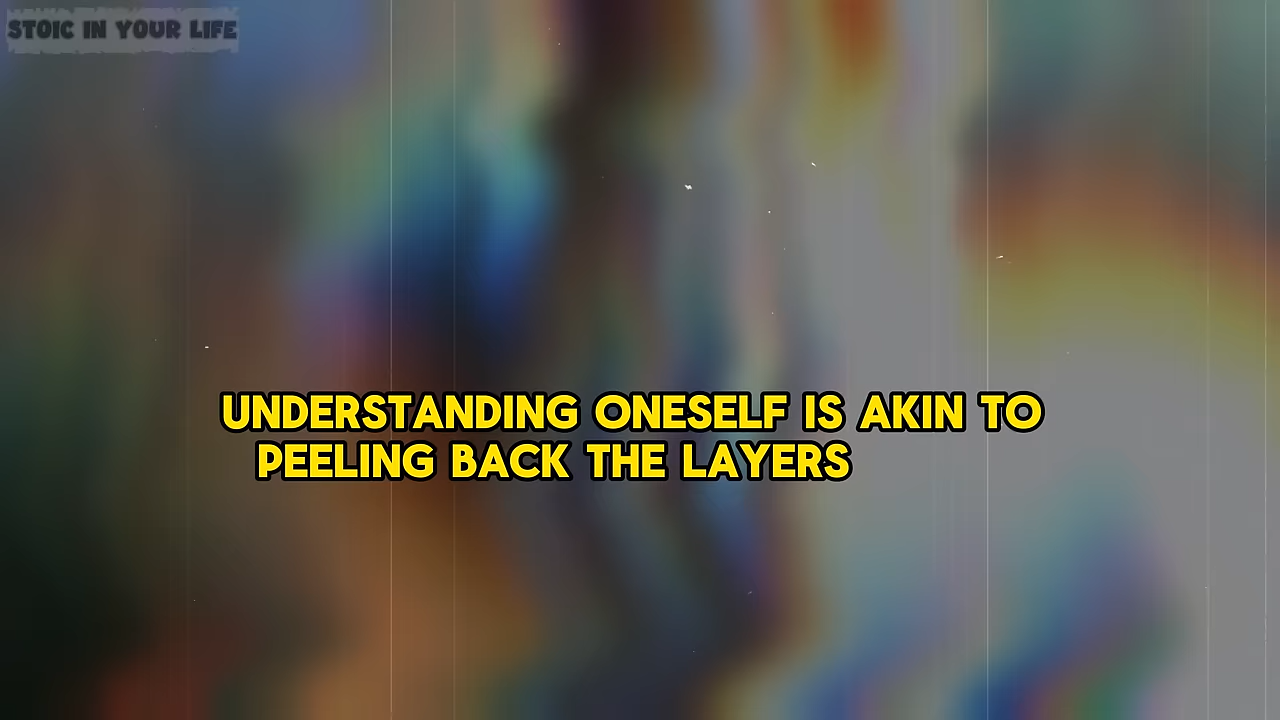 STOIC IN YOUR LIFE
UNDERSTANDING ONESELF IS AKIN TO
PEELING BACK THE LAYERS